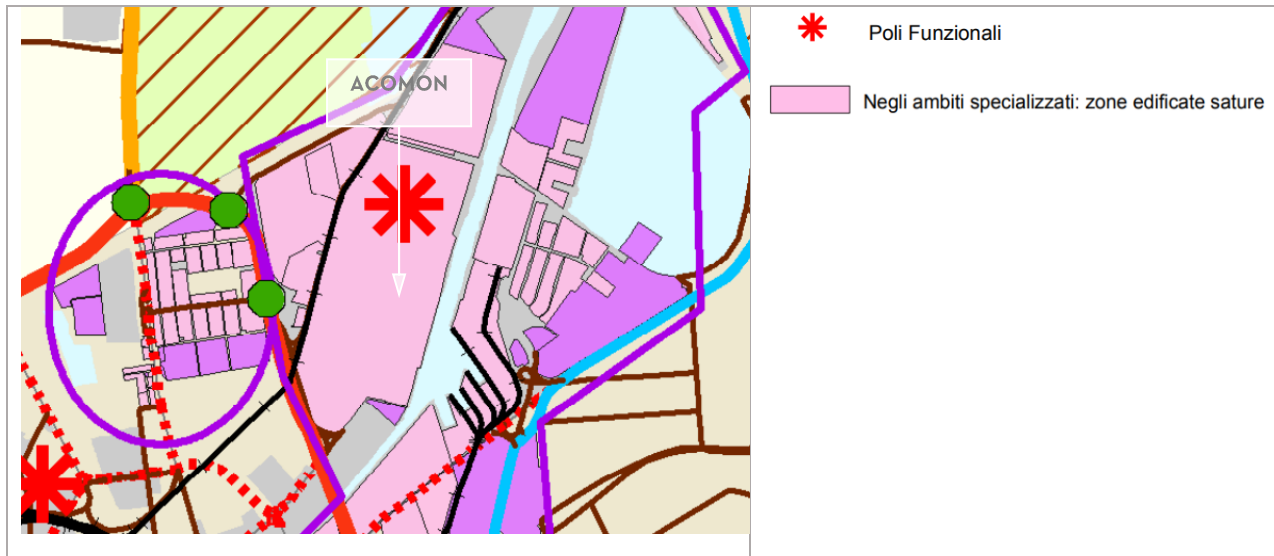 ACOMON
Poli Funzionali
Negli ambiti specializzati: zone edificate sature